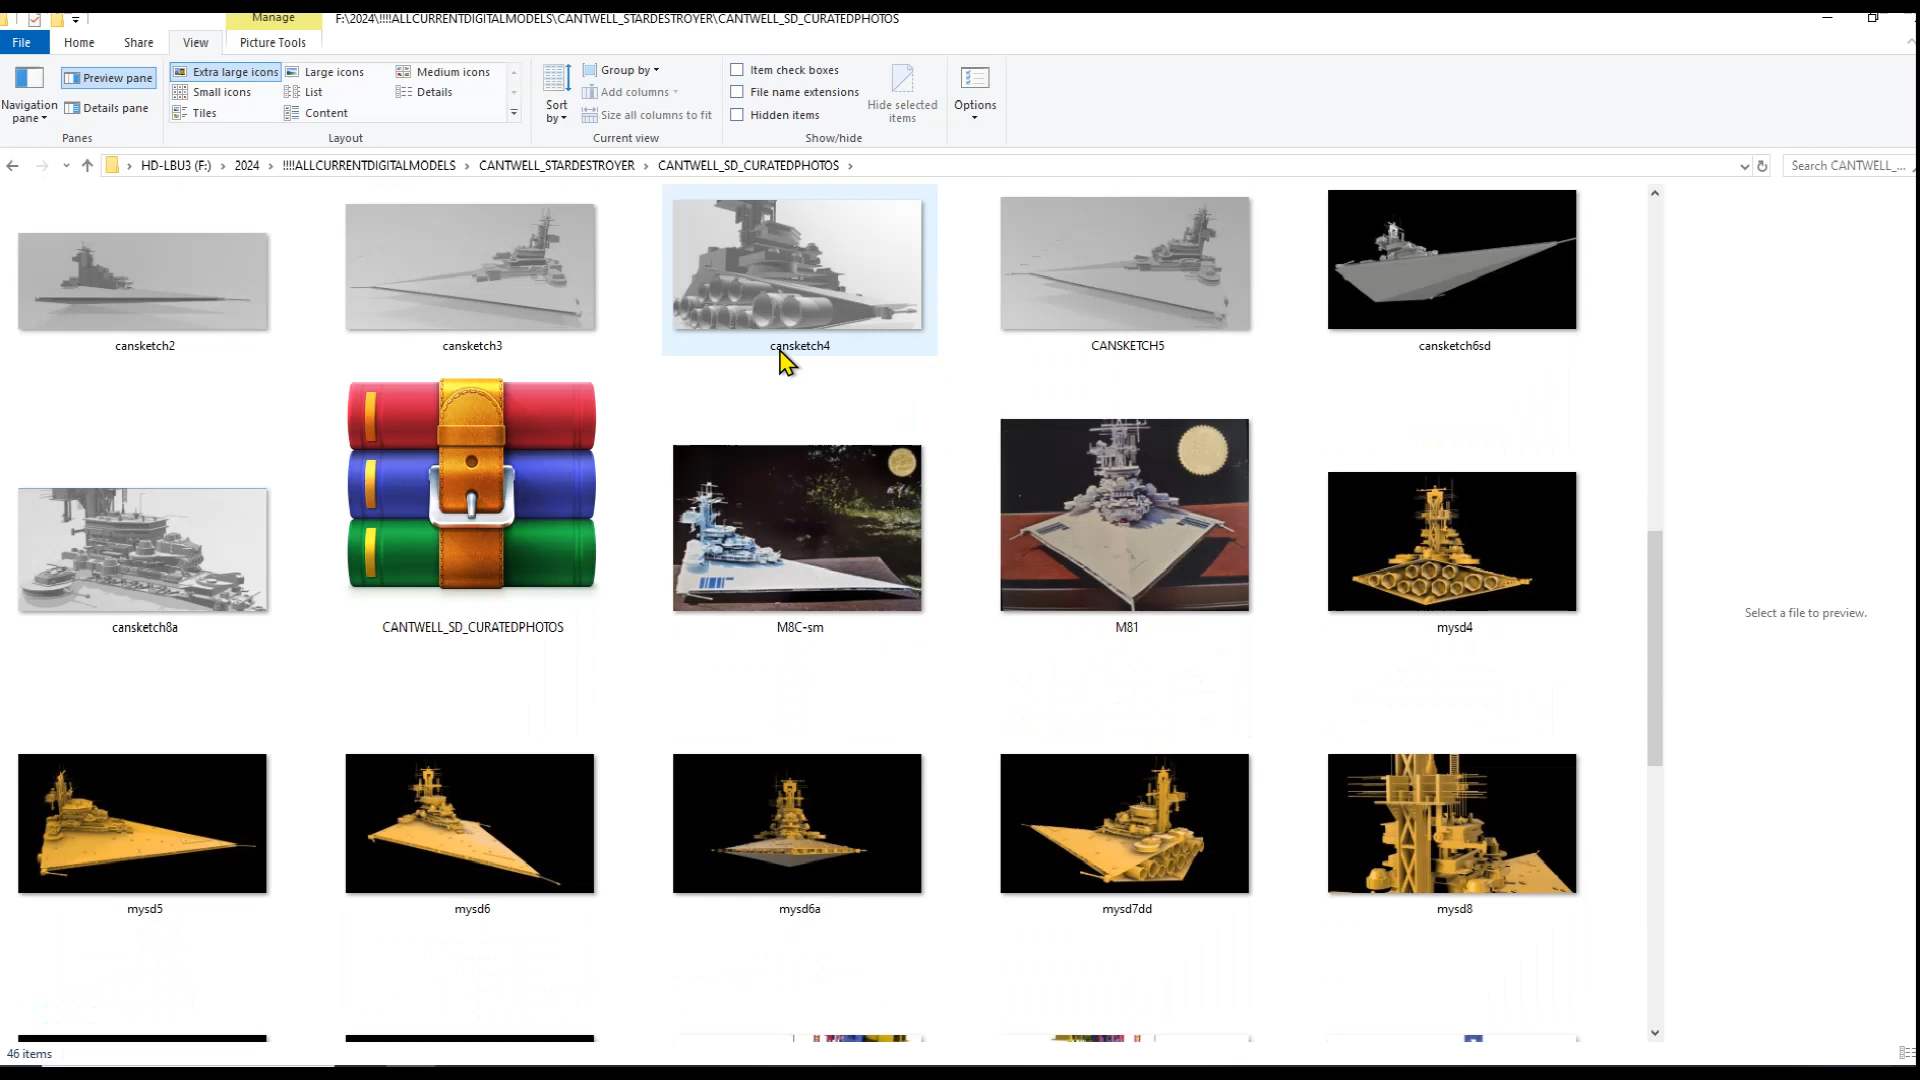 Manage
F:\2024\!!!!ALLCURRENTDIGITALMODELS\CANTWELL_STARDESTROYER\CANTWELL_SD_CURATEDPHOTOS
File
Home
Share
View
Picture Tools
Navigation pane
Preview pane
Details pane
Panes
Extra large icons
Large icons
Medium icons
Small icons
List
Details
Tiles
Content
Layout
Sort by
Group by
Add columns
Size all columns to fit
Current view
Item check boxes
File name extensions
Hidden items
Hide selected items
Show/hide
Options
HD-LBU3 (F:) > 2024 > !!!!ALLCURRENTDIGITALMODELS > CANTWELL_STARDESTROYER > CANTWELL_SD_CURATEDPHOTOS >
Search CANTWELL_...
cansketch2
cansketch3
cansketch4
CANSKETCH5
cansketch6sd
cansketch8a
CANTWELL_SD_CURATEDPHOTOS
M8C-sm
M81
mysd4
Select a file to preview.
mysd5
mysd6
mysd6a
mysd7dd
mysd8
46 items